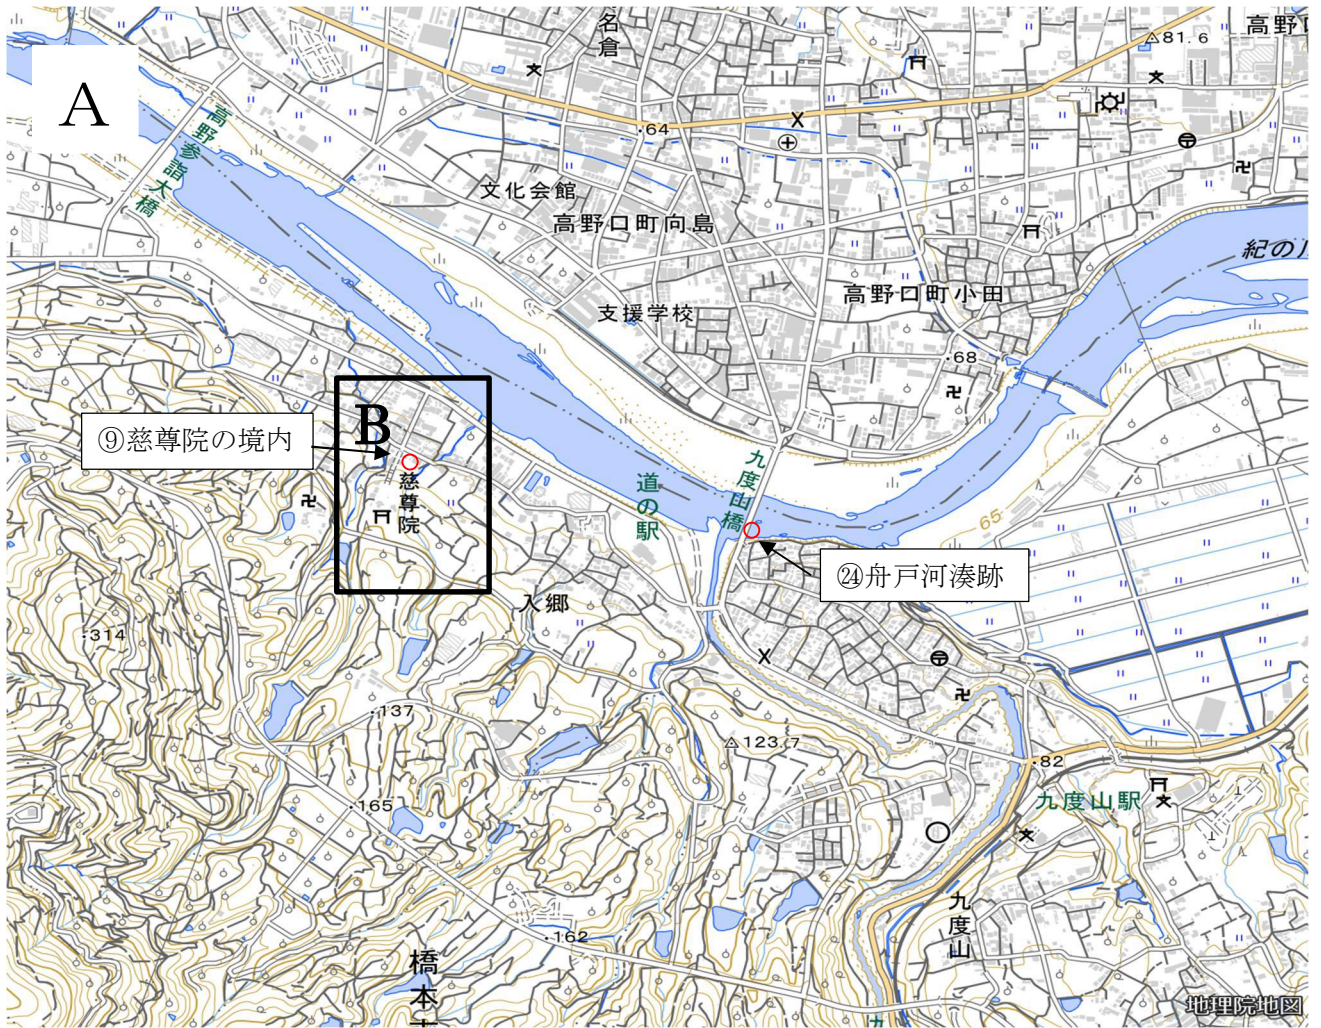 A
名倉
81.6
高野口
高野参詣大橋
64
文化会館
高野口町向島
紀の川
高野口町小田
支援学校
68
B
⑨慈尊院の境内
慈尊院
道の駅
九度山橋
65
㉔舟戸河湊跡
入郷
314
137
123.7
82
165
九度山駅
162
九度山
橋本市
九
地理院地図